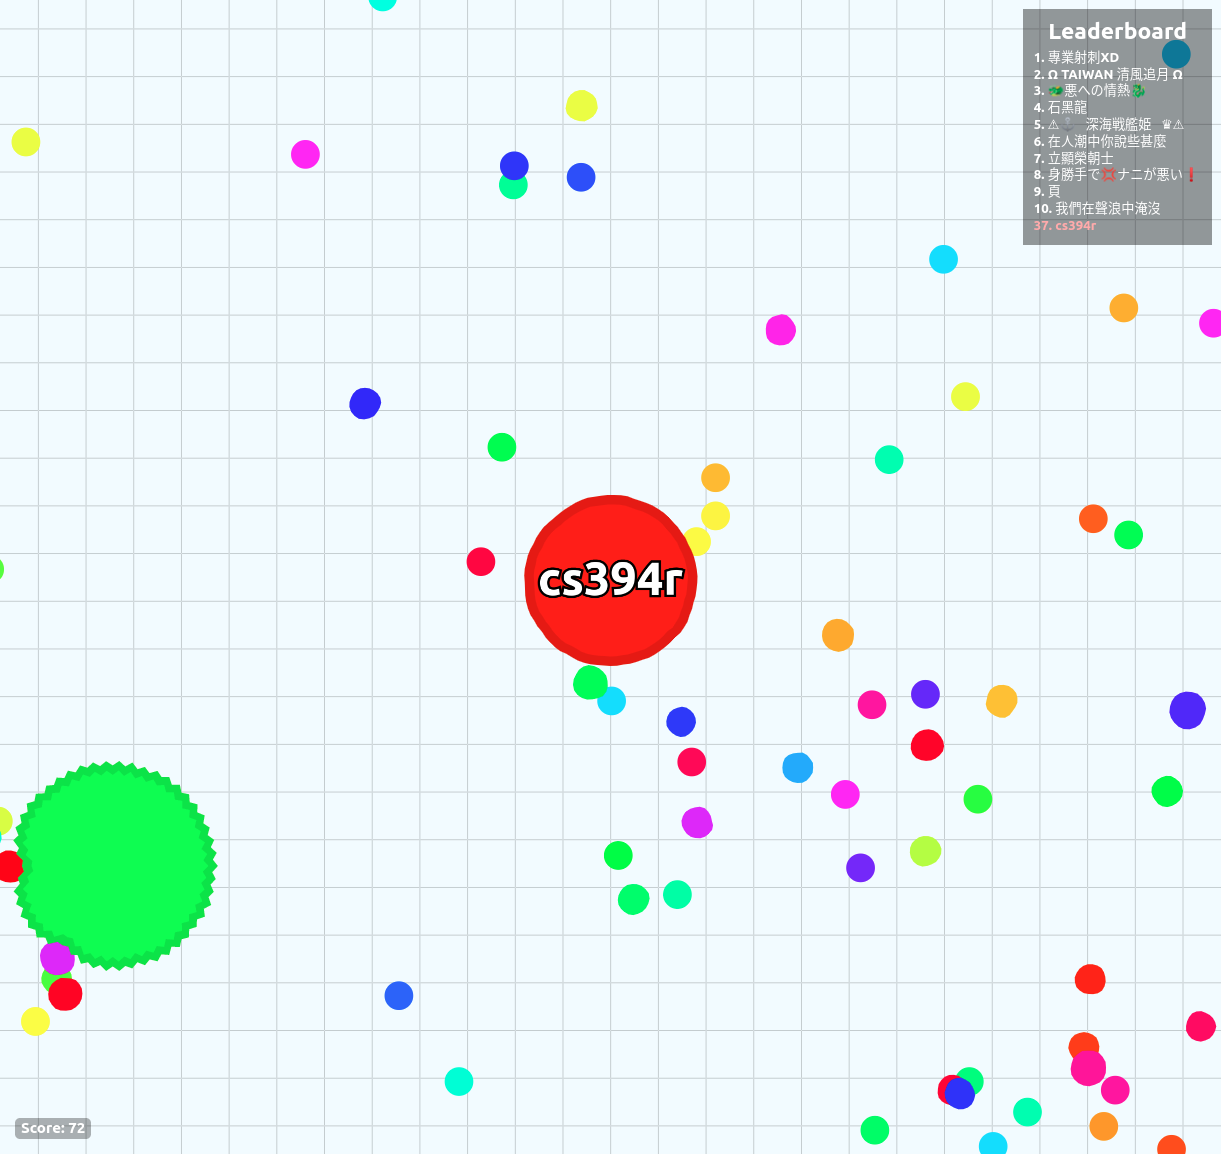 Leaderboard
1. 專業射刺XD
2. Ω TAIWAN 清風追月 Ω
3. 🐲悪への情熱🐉
4. 石黑龍
5. ⚠⚓ 深海戦艦姫 ♛⚠
6. 在人潮中你說些甚麼
7. 立顯榮朝士
8. 身勝手で💢ナニが悪い❗
9. 頁
10. 我們在聲浪中淹沒
37. cs394r
cs394r
Score: 72